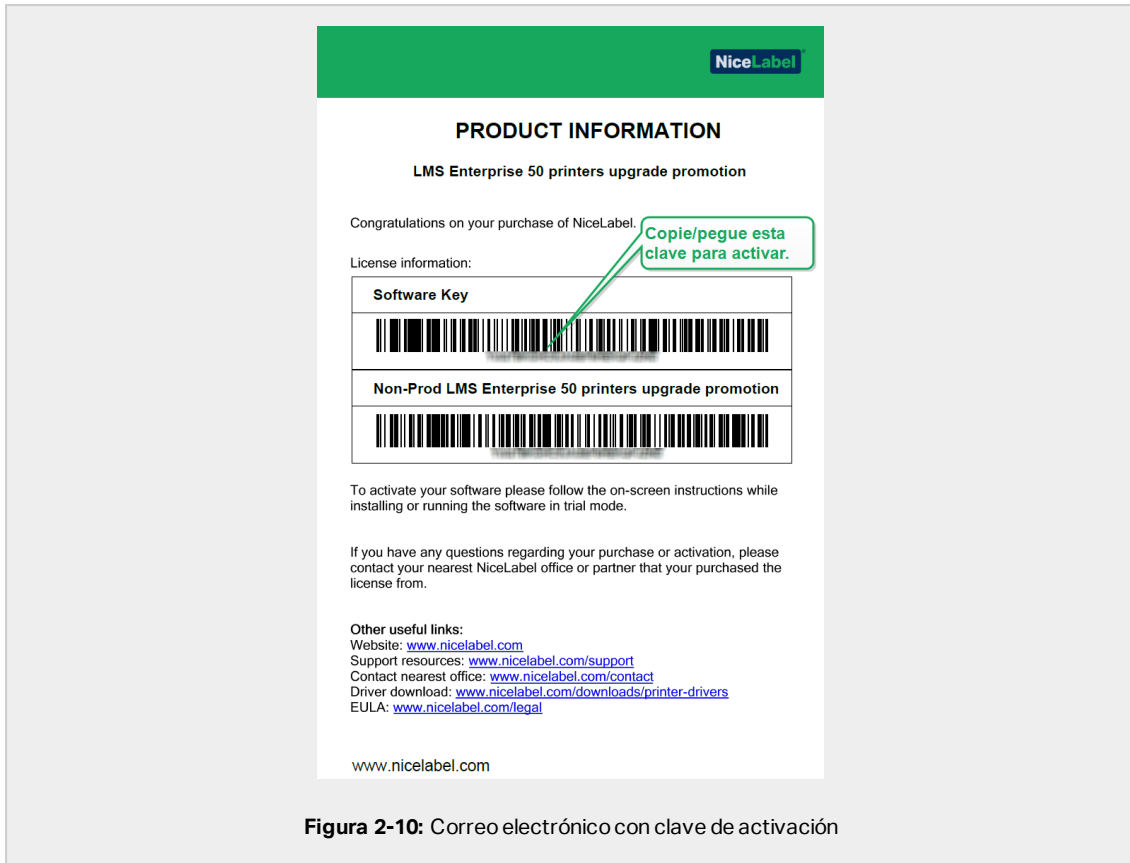 NiceLabel
PRODUCT INFORMATION
LMS Enterprise 50 printers upgrade promotion
Congratulations on your purchase of NiceLabel.
Copie/pegue esta
clave para activar.
License information:
Software Key
Non-Prod LMS Enterprise 50 printers upgrade promotion
To activate your software please follow the on-screen instructions while
installing or running the software in trial mode.
If you have any questions regarding your purchase or activation, please
contact your nearest NiceLabel office or partner that your purchased the
license from.
Other useful links:
Website: www.nicelabel.com
Support resources: www.nicelabel.com/support
Contact nearest office: www.nicelabel.com/contact
Driver download: www.nicelabel.com/downloads/printer-drivers
EULA: www.nicelabel.com/legal
www.nicelabel.com
Figura 2-10: Correo electrónico con clave de activación